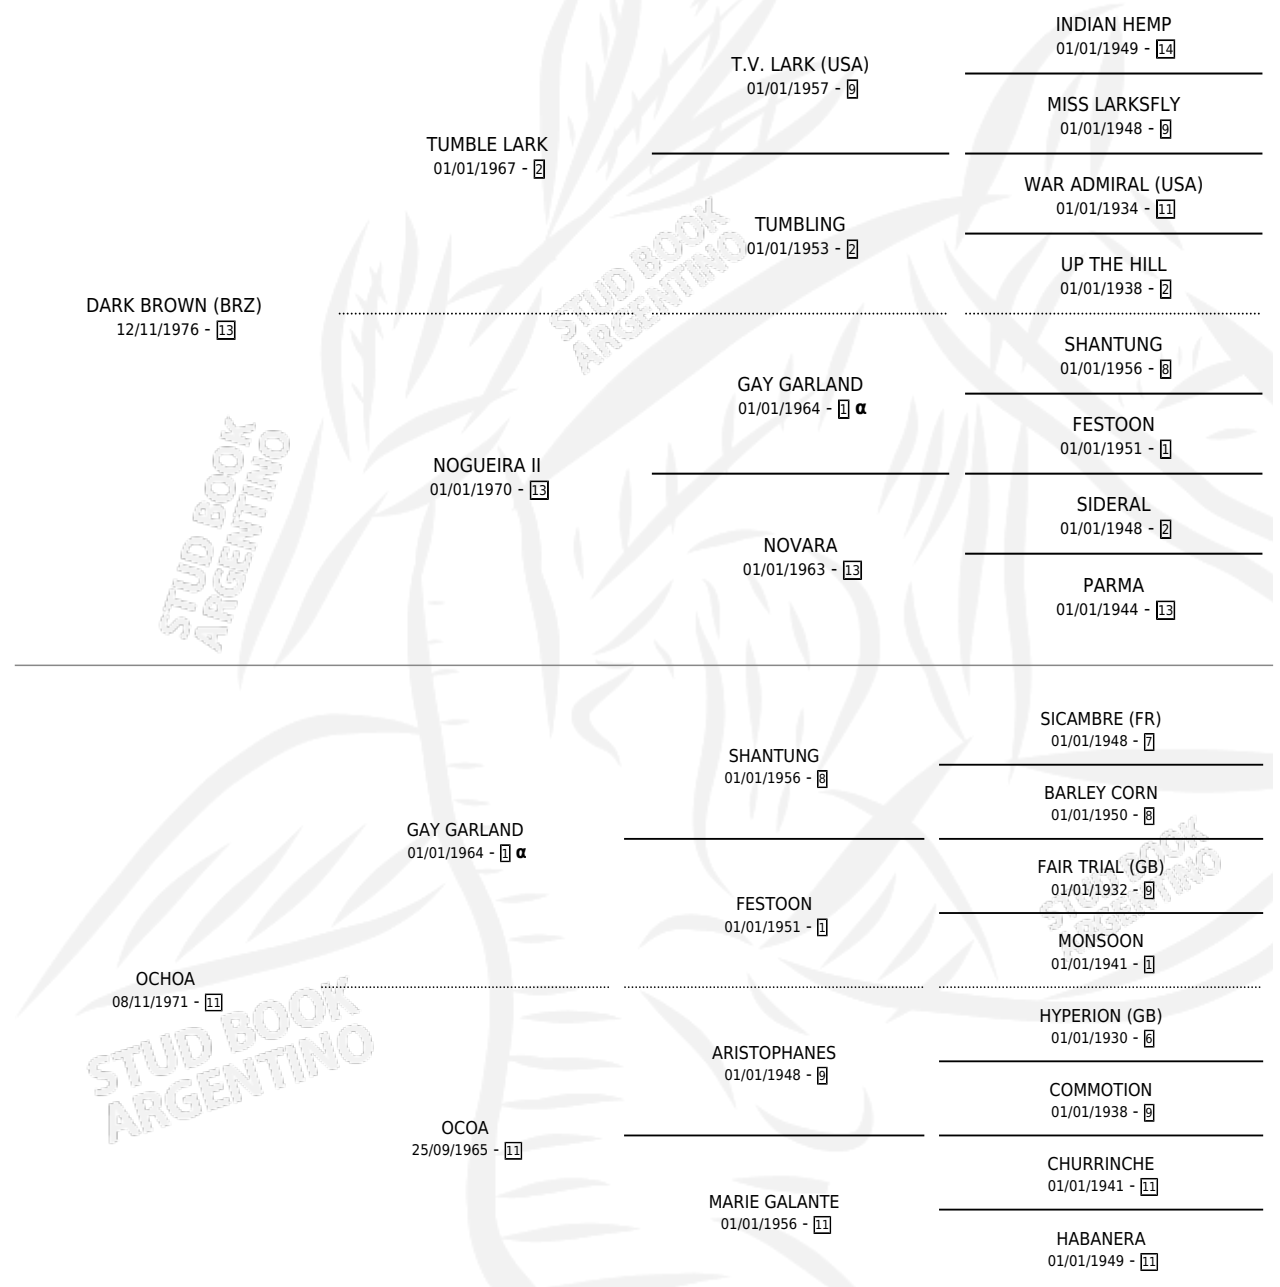 INDIAN HEMP
01/01/1949 - 14
T.V. LARK (USA)
01/01/1957 - 9
MISS LARKSFLY
01/01/1948 - 9
TUMBLE LARK
01/01/1967 - 2
WAR ADMIRAL (USA)
01/01/1934 - 11
TUMBLING
01/01/1953 - 2
UP THE HILL
01/01/1938 - 2
DARK BROWN (BRZ)
12/11/1976 - 13
SHANTUNG
01/01/1956 - 8
GAY GARLAND
01/01/1964 - 1 α
FESTOON
01/01/1951 - 1
NOGUEIRA II
01/01/1970 - 13
SIDERAL
01/01/1948 - 2
NOVARA
01/01/1963 - 13
PARMA
01/01/1944 - 13
SICAMBRE (FR)
01/01/1948 - 7
SHANTUNG
01/01/1956 - 8
BARLEY CORN
01/01/1950 - 8
GAY GARLAND
01/01/1964 - 1 α
FAIR TRIAL (GB)
01/01/1932 - 9
FESTOON
01/01/1951 - 1
MONSOON
01/01/1941 - 1
OCHOA
08/11/1971 - 11
HYPERION (GB)
01/01/1930 - 6
ARISTOPHANES
01/01/1948 - 9
COMMOTION
01/01/1938 - 9
OCOA
25/09/1965 - 11
CHURRINCHE
01/01/1941 - 11
MARIE GALANTE
01/01/1956 - 11
HABANERA
01/01/1949 - 11
STUD BOOK
ARGENTINO
STUD BOOK
ARGENTINO
STUD BOOK
ARGENTINO
STUD BOOK
ARGENTINO